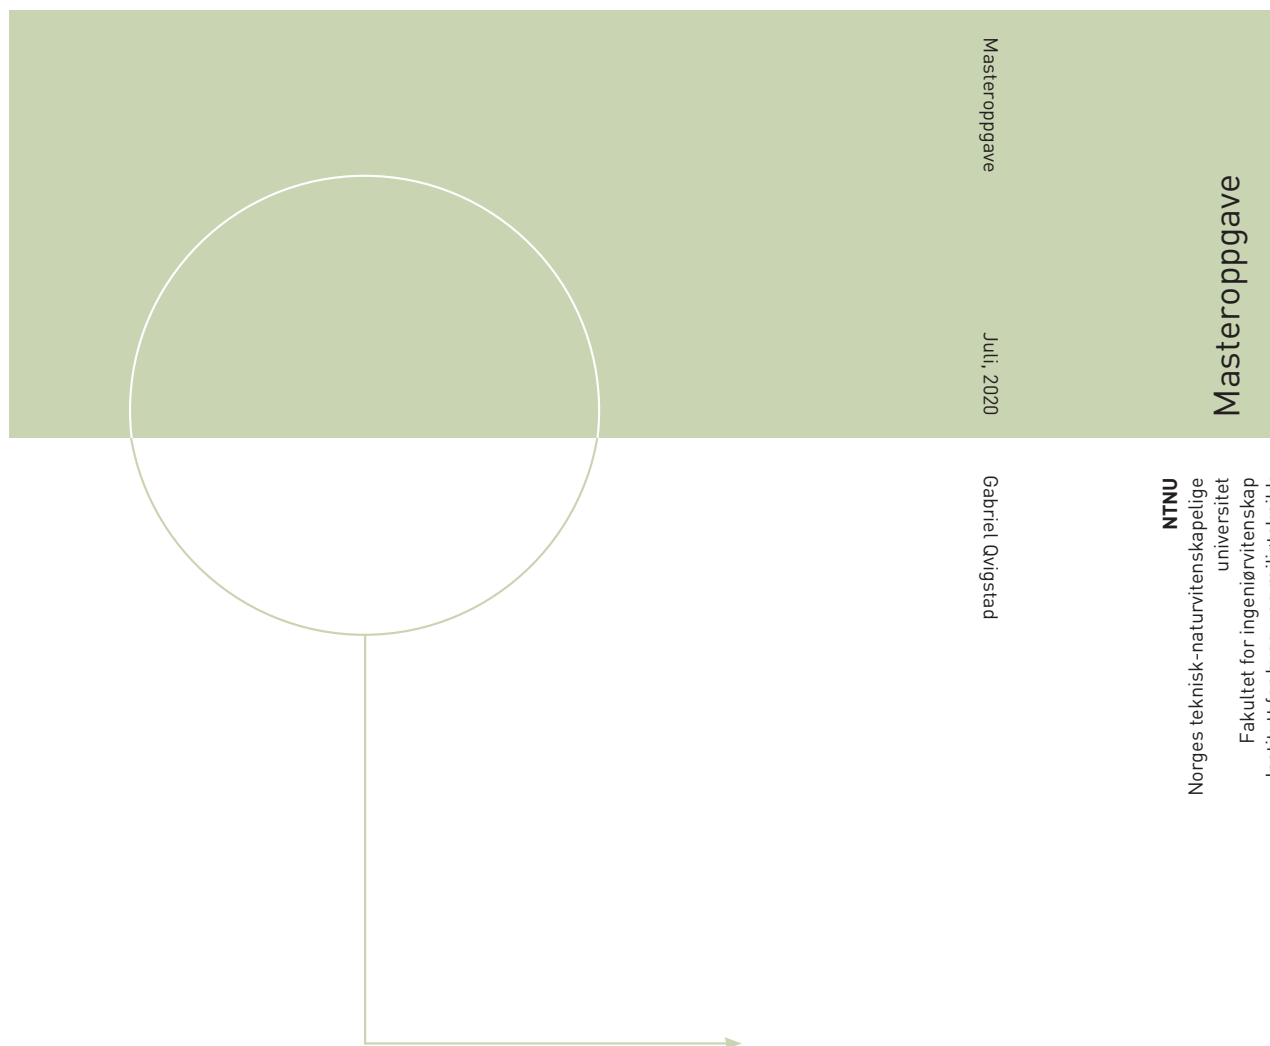 Masteroppgave
Juli, 2020
Gabriel Qvigstad
Masteroppgave
NTNU
Norges teknisk-naturvitenskapelige
universitet
Fakultet for ingeniørvitenskap